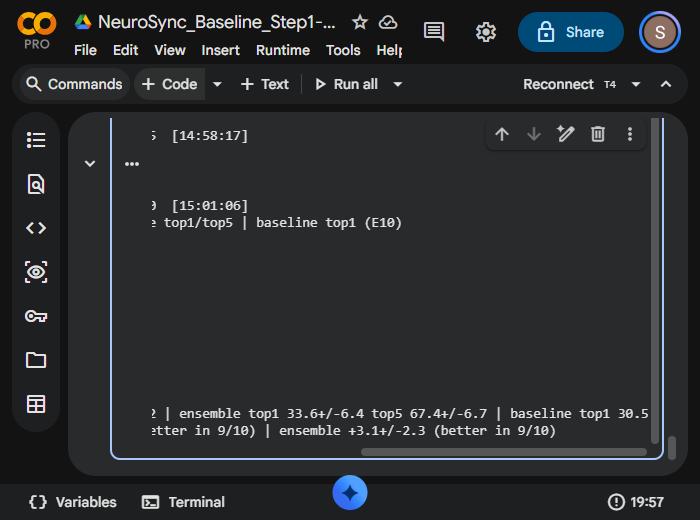 CO
PRO
NeuroSync_Baseline_Step1-...
File Edit View Insert Runtime Tools Help
Share
S
Commands + Code + Text Run all Reconnect T4
5 [14:58:17]
...
[15:01:06]
top1/top5 | baseline top1 (E10)
| ensemble top1 33.6+/-6.4 top5 67.4+/-6.7 | baseline top1 30.5
etter in 9/10) | ensemble +3.1+/-2.3 (better in 9/10)
Variables Terminal 19:57